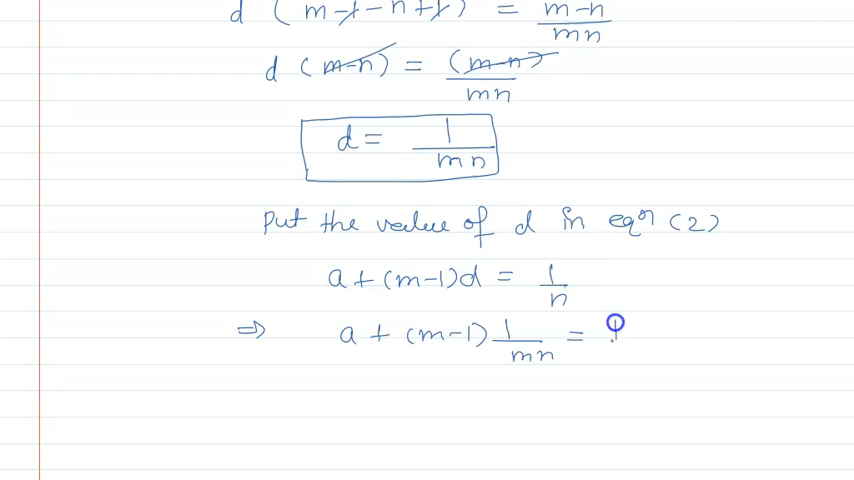 d (m-1-n+1) = m-n/mn
d (m-n) = (m-n)/mn
d = 1/mn
Put the value of d in eqn (2)
a + (m-1)d = 1/n
⇒ a + (m-1) 1/mn =